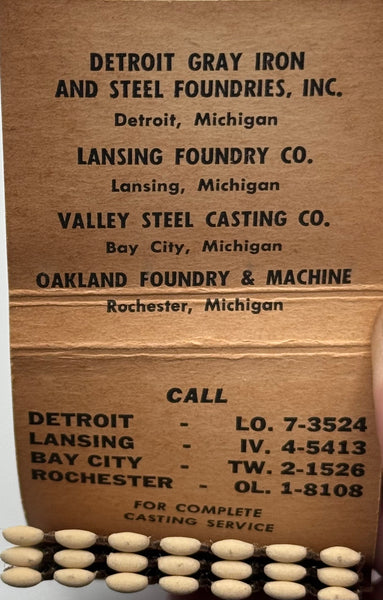 DETROIT GRAY IRON
AND STEEL FOUNDRIES, INC.
Detroit, Michigan
LANSING FOUNDRY CO.
Lansing, Michigan
VALLEY STEEL CASTING CO.
Bay City, Michigan
OAKLAND FOUNDRY & MACHINE
Rochester, Michigan
CALL
DETROIT - LO. 7-3524
LANSING - IV. 4-5413
BAY CITY - TW. 2-1526
ROCHESTER - OL. 1-8108
FOR COMPLETE
CASTING SERVICE